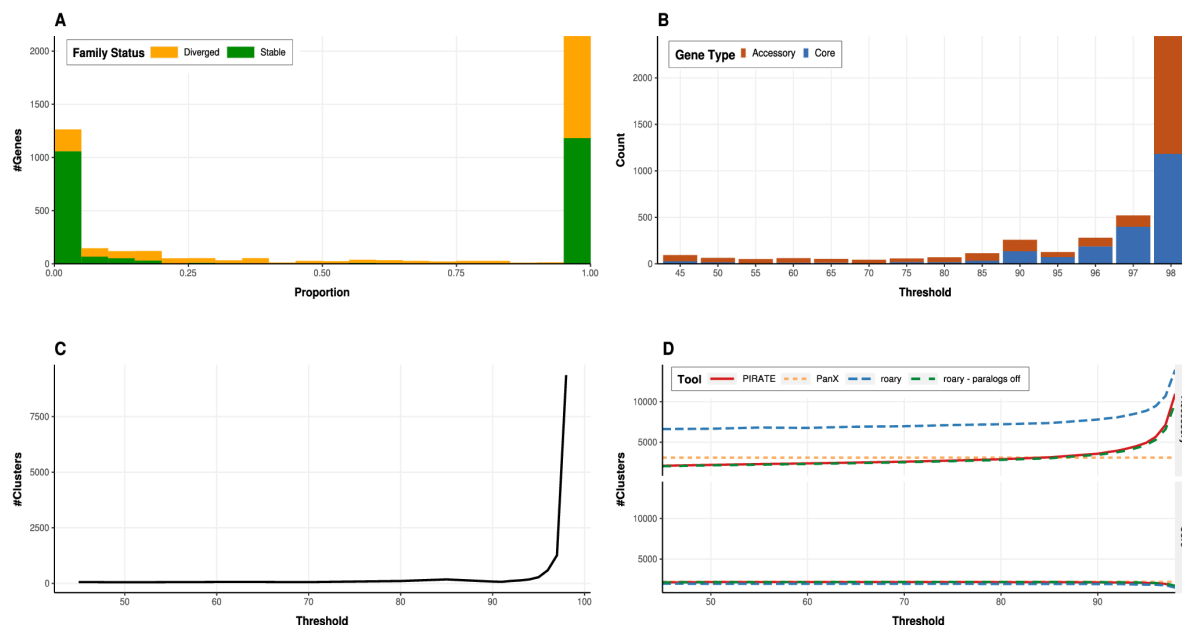 A
Family Status Diverged Stable
2000
1500
1000
500
0
#Genes
0.00 0.25 0.50 0.75 1.00
Proportion
B
Gene Type Accessory Core
2000
1500
1000
500
0
Count
45 50 55 60 65 70 75 80 85 90 95 96 97 98
Threshold
C
7500
5000
2500
0
#Clusters
50 60 70 80 90 100
Threshold
D
Tool PIRATE PanX roary roary - paralogs off
10000
5000
10000
5000
#Clusters
50 70 90
Threshold